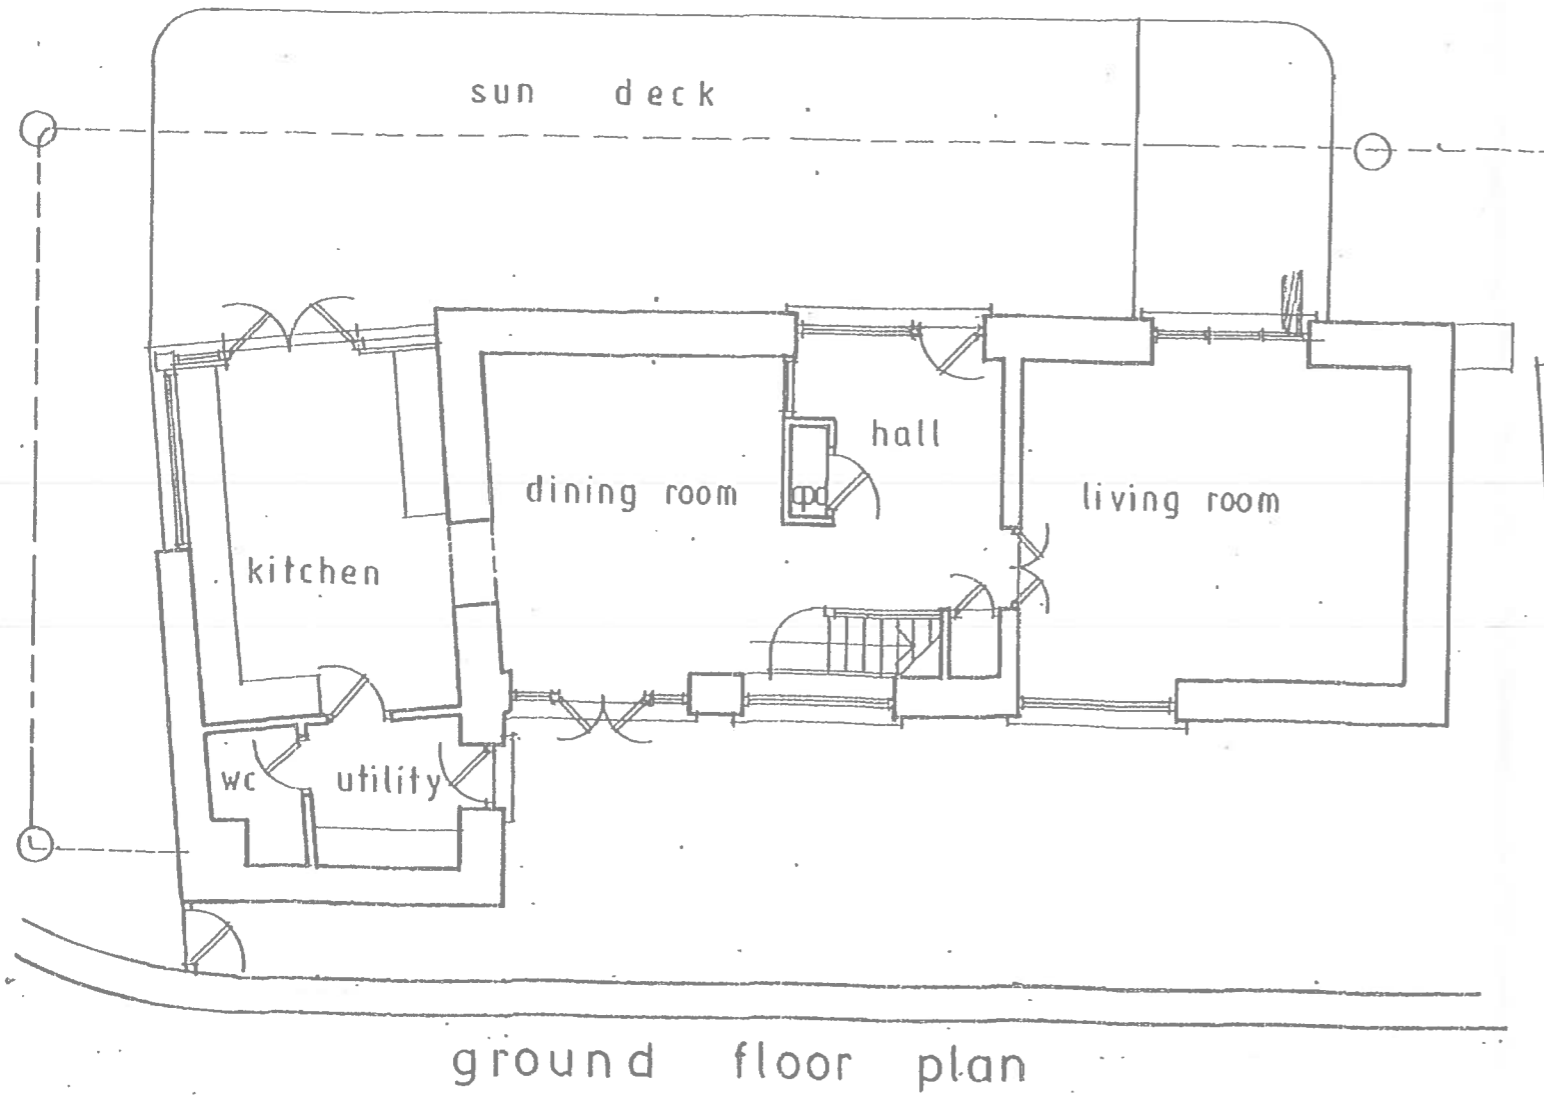 sun deck
hall
dining room
cpd
living room
kitchen
wc
utility
ground floor plan